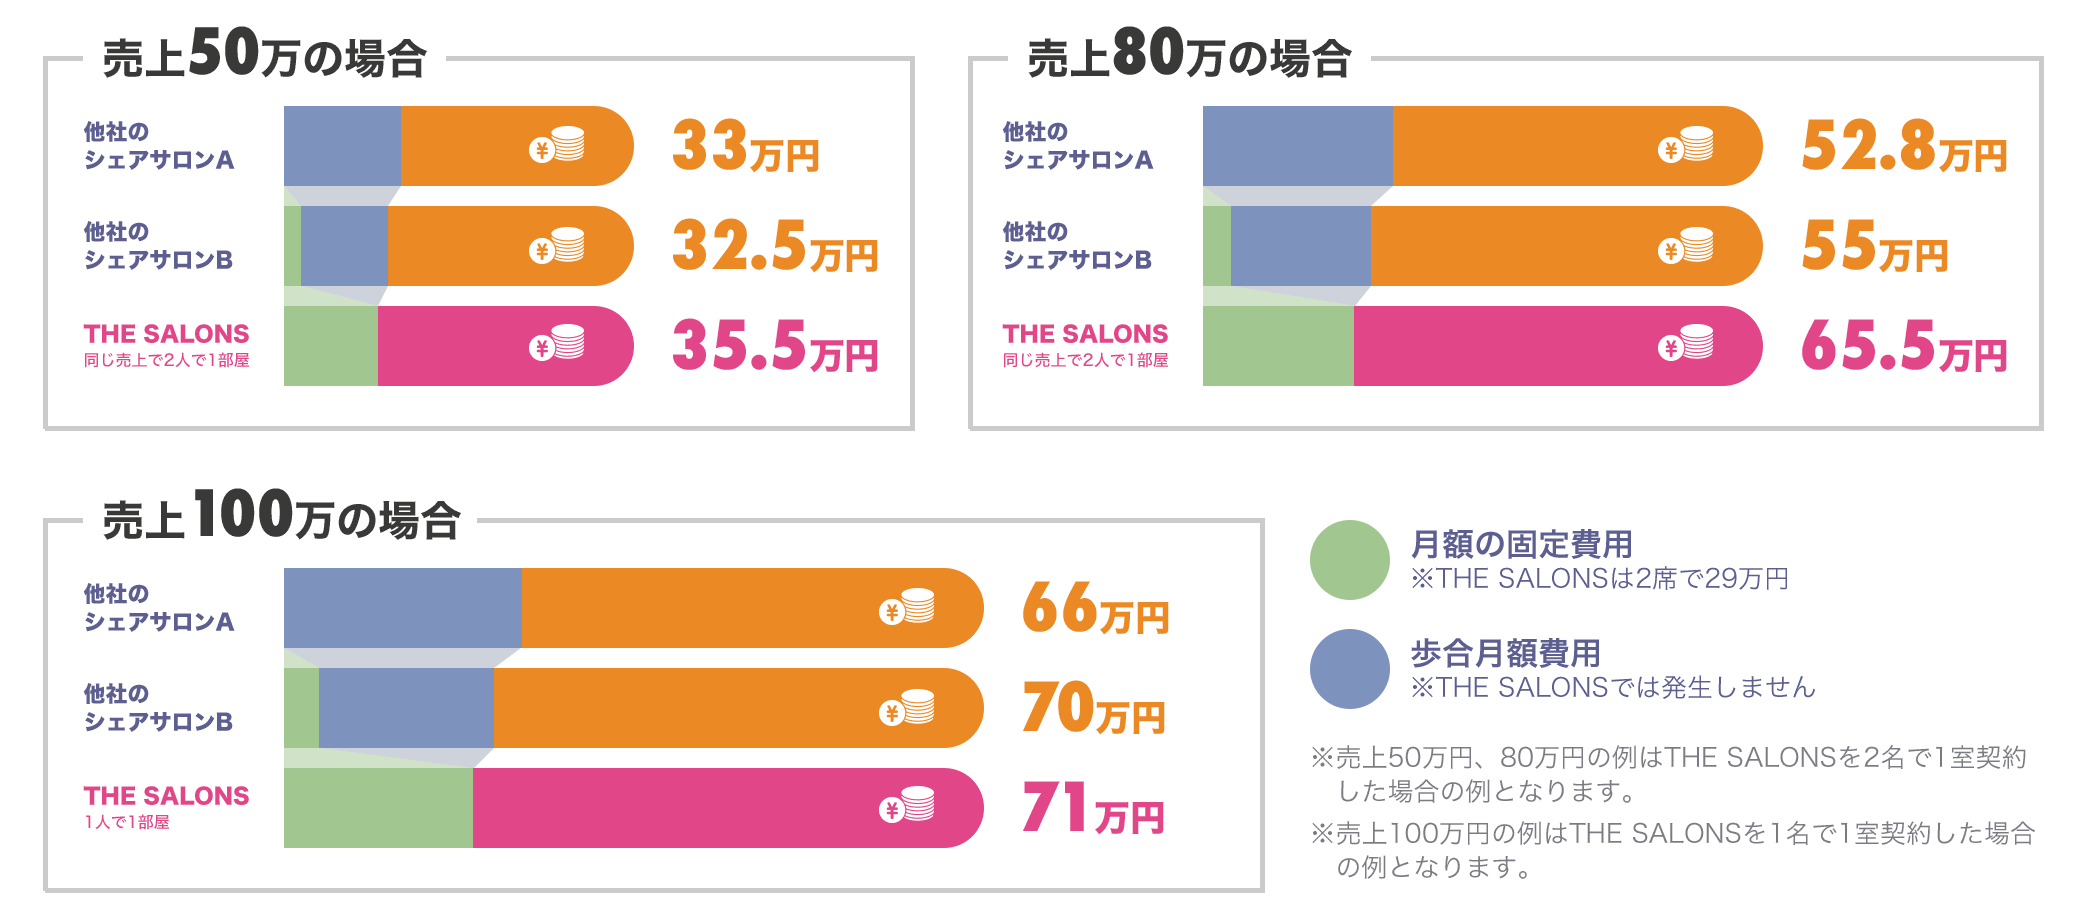 売上50万の場合
他社の
シェアサロンA
33万円
他社の
シェアサロンB
32.5万円
THE SALONS
同じ売上で2人で1部屋
35.5万円
売上80万の場合
他社の
シェアサロンA
52.8万円
他社の
シェアサロンB
55万円
THE SALONS
同じ売上で2人で1部屋
65.5万円
売上100万の場合
他社の
シェアサロンA
66万円
他社の
シェアサロンB
70万円
THE SALONS
1人で1部屋
71万円
月額の固定費用
※THE SALONSは2席で29万円
歩合月額費用
※THE SALONSでは発生しません
※売上50万円、80万円の例はTHE SALONSを2名で1室契約
した場合の例となります。
※売上100万円の例はTHE SALONSを1名で1室契約した場合
の例となります。